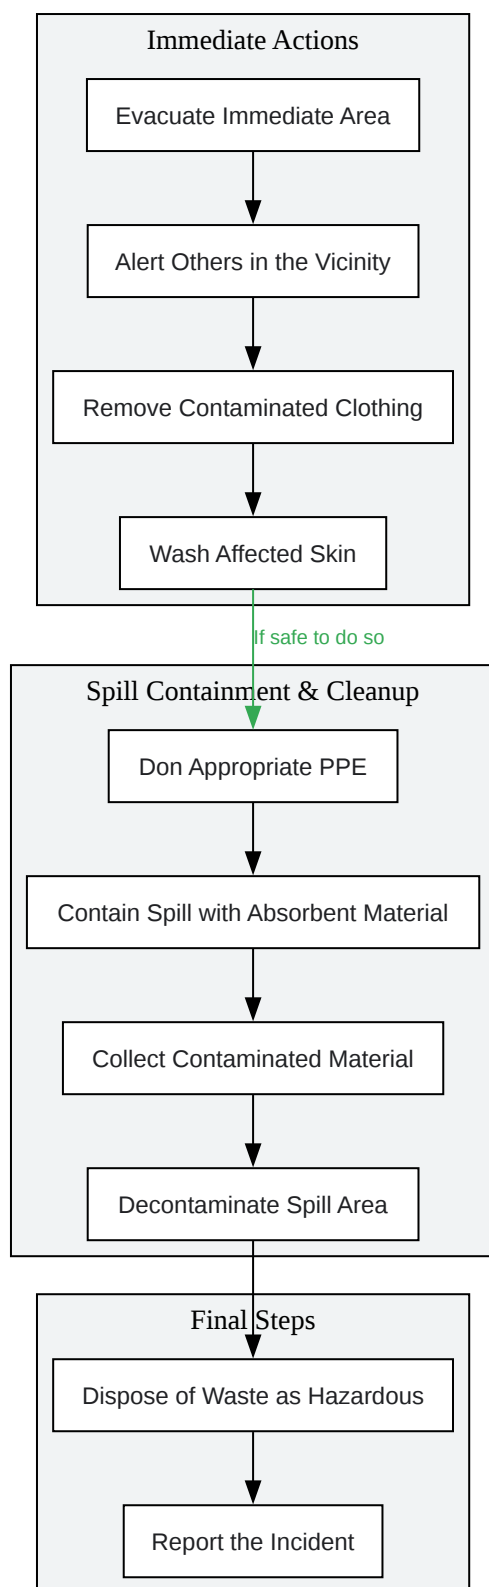 Immediate Actions
Evacuate Immediate Area
Alert Others in the Vicinity
Remove Contaminated Clothing
Wash Affected Skin
If safe to do so
Spill Containment & Cleanup
Don Appropriate PPE
Contain Spill with Absorbent Material
Collect Contaminated Material
Decontaminate Spill Area
Final Steps
Dispose of Waste as Hazardous
Report the Incident